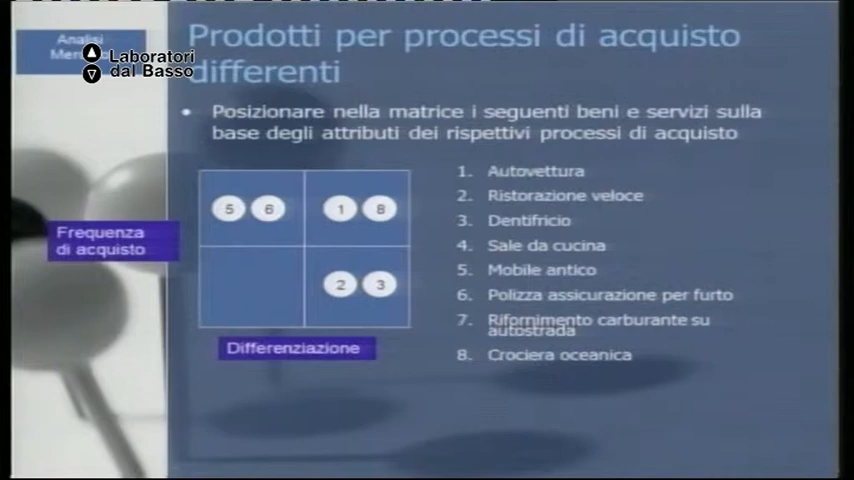 Analisi
Laboratori
dal Basso
Prodotti per processi di acquisto
differenti
• Posizionare nella matrice i seguenti beni e servizi sulla
base degli attributi dei rispettivi processi di acquisto
5 6 1 8
2 3
Frequenza
di acquisto
Differenziazione
1. Autovettura
2. Ristorazione veloce
3. Dentifricio
4. Sale da cucina
5. Mobile antico
6. Polizza assicurazione per furto
7. Rifornimento carburante su
autostrada
8. Crociera oceanica